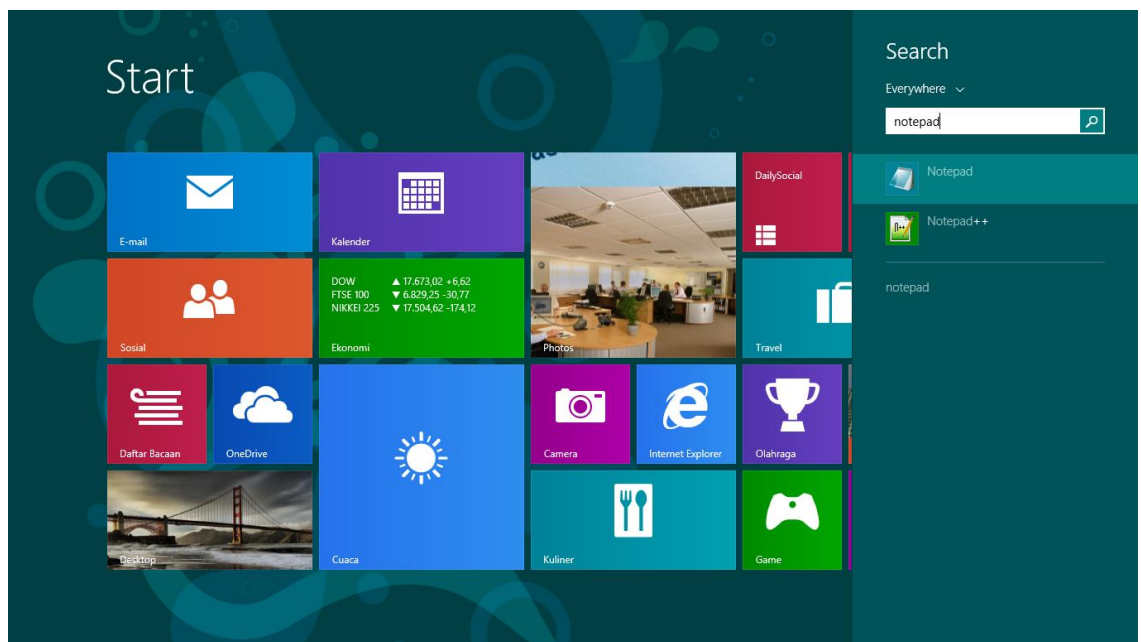 Start
Search
Everywhere
notepad
Notepad
Notepad++
notepad
E-mail
Kalender
Photos
DailySocial
Sosial
DOW ▲ 17.673,02 +6,62
FTSE 100 ▼ 6.829,25 -30,77
NIKKEI 225 ▼ 17.504,62 -174,12
Ekonomi
Travel
Daftar Bacaan
OneDrive
Cuaca
Camera
Internet Explorer
Olahraga
Desktop
Kuliner
Game